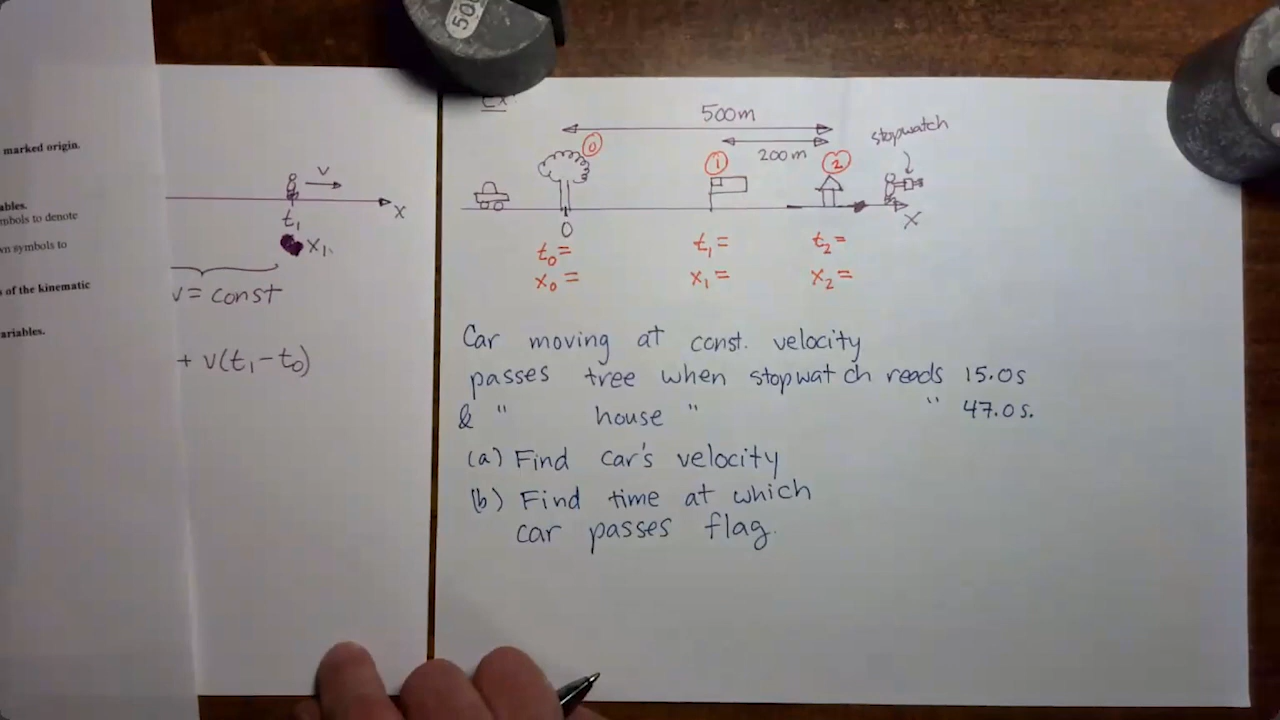 50
marked origin.
ables.
mbols to denote
wn symbols to
s of the kinematic
ariables.
v
x
t₁
x₁.
v = const
+ v(t₁-t₀)
Ex
500m
200m
stopwatch
0
1
2
0
x
t₀ =
t₁ =
t₂ =
x₀ =
x₁ =
x₂ =
Car moving at const. velocity
passes tree when stopwatch reads 15.0s
& " house " " 47.0s.
(a) Find car's velocity
(b) Find time at which
car passes flag.